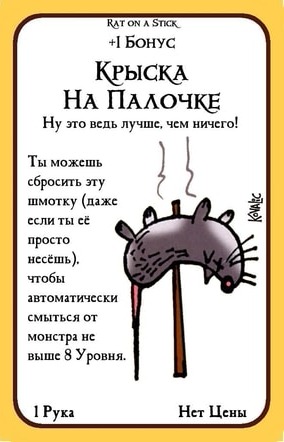 Rat on a Stick
+1 Бонус
Крыска
На Палочке
Ну это ведь лучше, чем ничего!
Ты можешь
сбросить эту
шмотку (даже
если ты её
просто
несёшь),
чтобы
автоматически
смыться от
монстра не
выше 8 Уровня.
Kovalic
1 Рука
Нет Цены